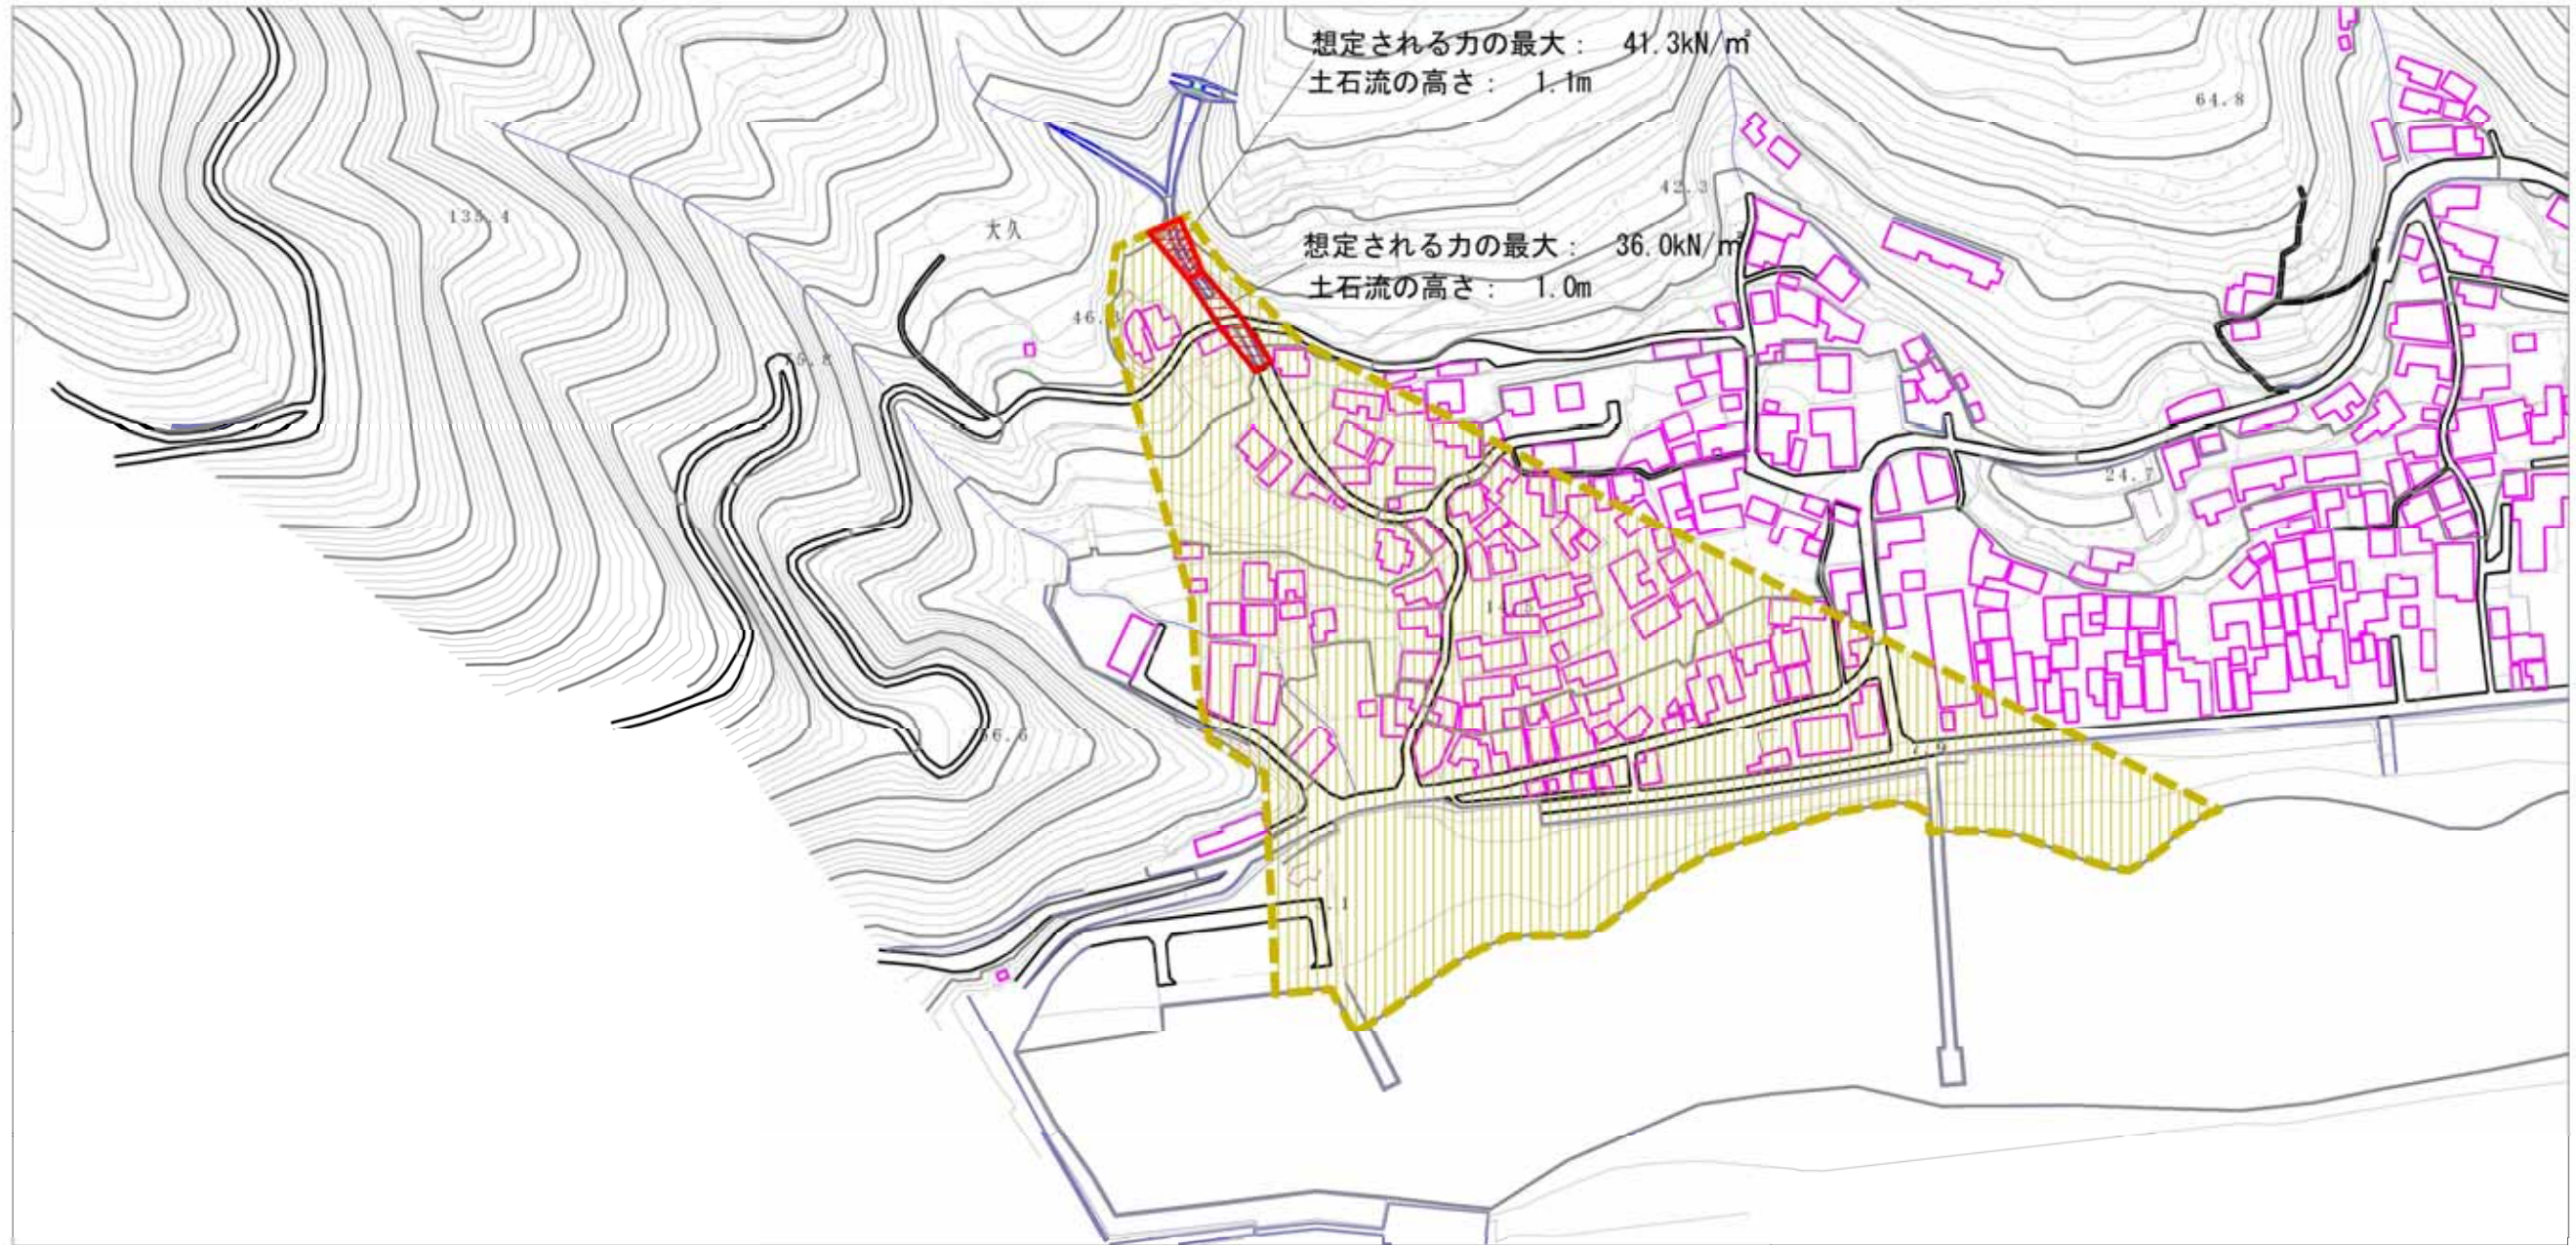 想定される力の最大： 41.3kN/㎡
土石流の高さ： 1.1m
64.8
42.3
135.4
大久
想定される力の最大： 36.0kN/㎡
土石流の高さ： 1.0m
24.7
14.5